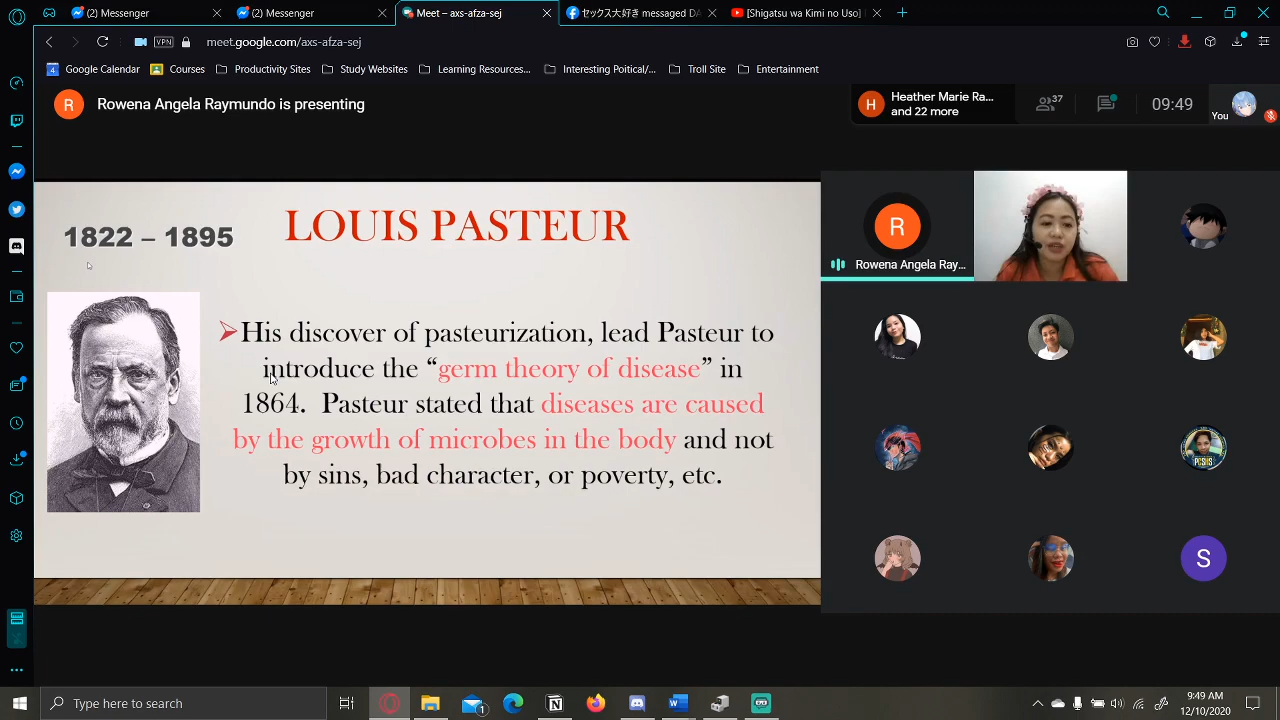 (2) Messenger
(2) Messenger
Meet – axs-afza-sej
セックス大好き messaged DA
[Shigatsu wa Kimi no Uso]
VPN
meet.google.com/axs-afza-sej
4 Google Calendar
Courses
Productivity Sites
Study Websites
Learning Resources...
Interesting Poitical/...
Troll Site
Entertainment
R
Rowena Angela Raymundo is presenting
H
Heather Marie Ra...
and 22 more
37
09:49
You
1822 – 1895
LOUIS PASTEUR
His discover of pasteurization, lead Pasteur to
introduce the “germ theory of disease” in
1864. Pasteur stated that diseases are caused
by the growth of microbes in the body and not
by sins, bad character, or poverty, etc.
R
Rowena Angela Ray...
PCSHS
S
Type here to search
1
9:49 AM
12/10/2020